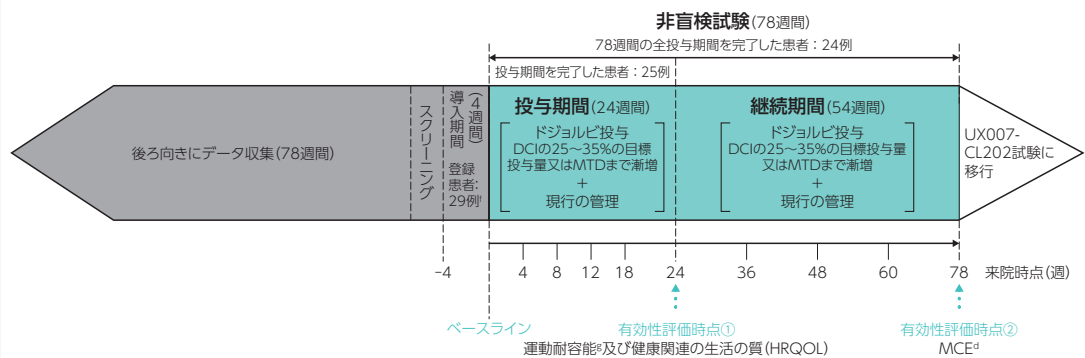 非盲検試験(78週間)
78週間の全投与期間を完了した患者：24例
投与期間を完了した患者：25例
後ろ向きにデータ収集(78週間)
スクリーニング
導入期間(4週間)
登録
患者：
29例f
投与期間(24週間)
ドジョルビ投与
DCIの25～35%の目標
投与量又はMTDまで漸増
+
現行の管理
継続期間(54週間)
ドジョルビ投与
DCIの25～35%の目標投与量
又はMTDまで漸増
+
現行の管理
UX007-
CL202試験に
移行
-4 4 8 12 18 24 36 48 60 78 来院時点(週)
ベースライン 有効性評価時点① 有効性評価時点②
運動耐容能g及び健康関連の生活の質(HRQOL) MCEd